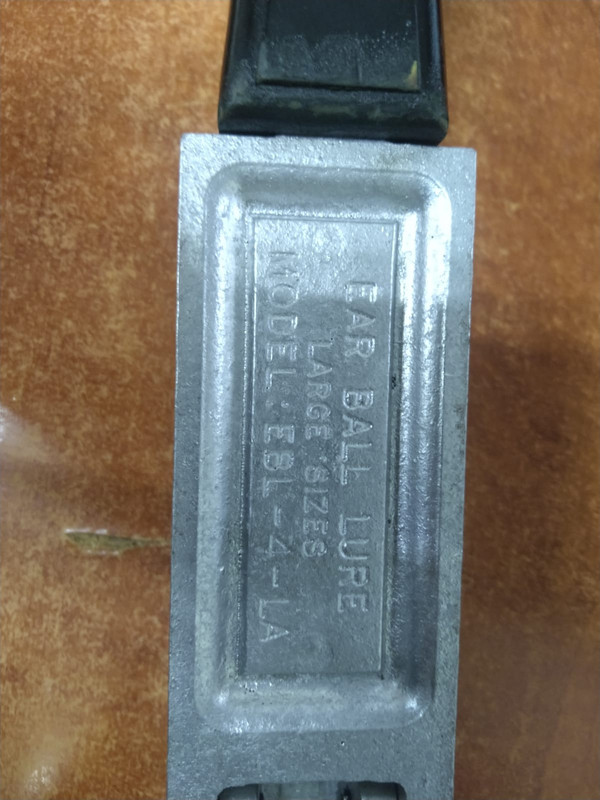 EAR BALL LURE
LARGE SIZES
MODEL·EBL-4-LA